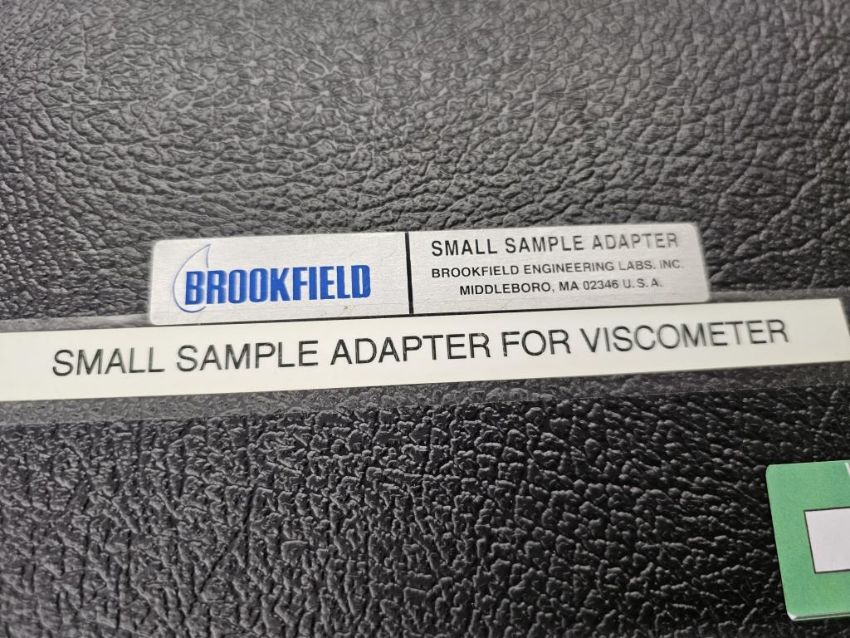 BROOKFIELD
SMALL SAMPLE ADAPTER
BROOKFIELD ENGINEERING LABS. INC.
MIDDLEBORO, MA 02346 U.S.A.
SMALL SAMPLE ADAPTER FOR VISCOMETER